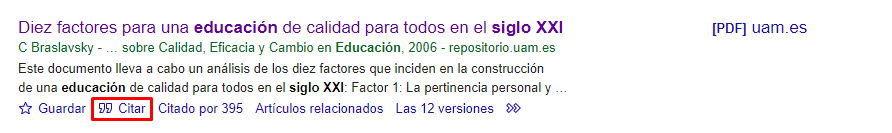 Diez factores para una educación de calidad para todos en el siglo XXI [PDF] uam.es
C Braslavsky - ... sobre Calidad, Eficacia y Cambio en Educación, 2006 - repositorio.uam.es
Este documento lleva a cabo un análisis de los diez factores que inciden en la construcción
de una educación de calidad para todos en el siglo XXI: Factor 1: La pertinencia personal y ...
Guardar Citar Citado por 395 Artículos relacionados Las 12 versiones